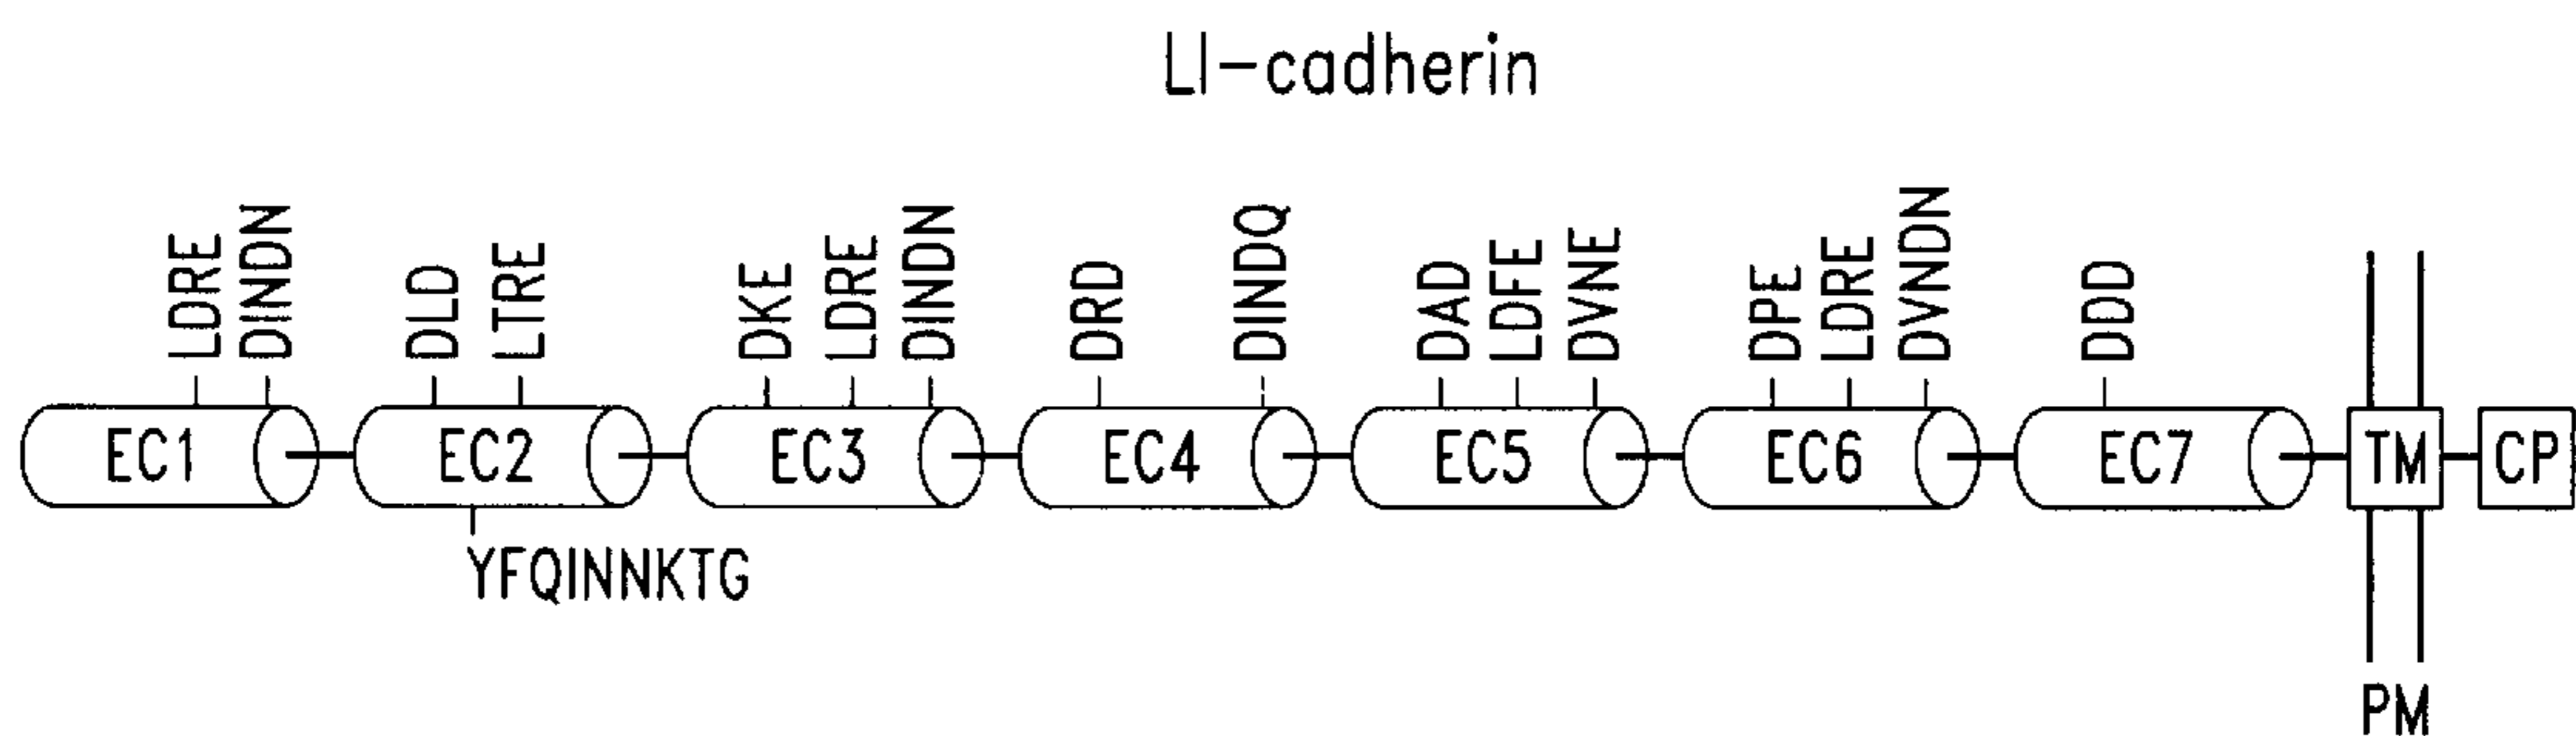 LI-cadherin
LDRE
DINDN
DLD
LTRE
DKE
LDRE
DINDN
DRD
DINDQ
DAD
LDFE
DVNE
DPE
LDRE
DVNDN
DDD
EC1
EC2
EC3
EC4
EC5
EC6
EC7
TM
CP
YFQINNKTG
PM